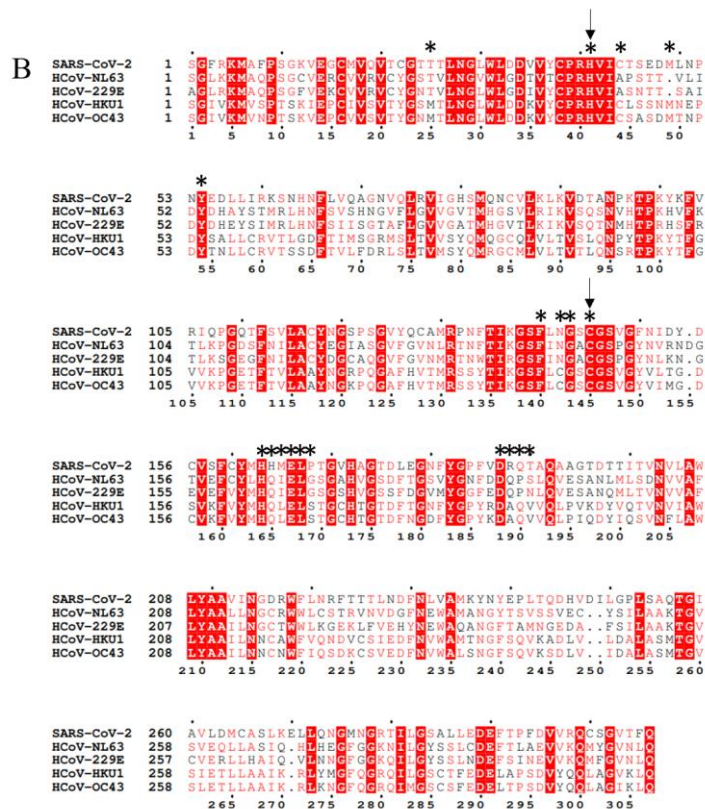 B
* * * *
SARS-CoV-2 1 SGFRKMAFPSGKVEGCMVQVTCGTTTLNGLWLDDVVYCPRHVICTSEDMLNP
HCoV-NL63 1 SGLKKMAQPSGCVERCVVRVCYGSTVLNGVWLGDTVTCPRHVIAPSTT.VLI
HCoV-229E 1 AGLRKMAQPSGFVEKCVVRVCYGNTVLNGLWLGDIVYCPRHVIASNTT.SAI
HCoV-HKU1 1 SGIVKMVSPTSKIEPCIVSVTYGSMTLNGLWLDDKVYCPRHVICLSSNMNEP
HCoV-OC43 1 SGIVKMVNPTSKVEPCVVSVTYGNMTLNGLWLDDKVYCPRHVICSASDMTNP
1 5 10 15 20 25 30 35 40 45 50
*
SARS-CoV-2 53 NYEDLLIRKSNHNFLVQAGNVQLRVIGHSMQNCVLKLKVDTANPKTPKYKFV
HCoV-NL63 52 DYDHAYSTMRLHNFSVSHNGVFLGVVGVTMHGSVLRIKVSQSNVHTPKHVFK
HCoV-229E 52 DYDHEYSIMRLHNFSIISGTAFLGVVGATMHGVTLKIKVSQTNMHTPRHSFR
HCoV-HKU1 53 DYSALLCRVTLGDFTIMSGRMSLTVVSYQMQGCQLVLTVSLQNPYTPKYTFG
HCoV-OC43 53 DYTNLLCRVTSSDFTVLFDRLSLTVMSYQMRGCMLVLTVTLQNSRTPKYTFG
55 60 65 70 75 80 85 90 95 100
* ** *
SARS-CoV-2 105 RIQPGQTFSVLACYNGSPSGVYQCAMRPNFTIKGSFLNGSCGSVGFNIDY.D
HCoV-NL63 104 TLKPGDSFNILACYEGIASGVFGVNLRTNFTIKGSFINGACGSPGYNVRNDG
HCoV-229E 104 TLKSGEGFNILACYDGCAQGVFGVNMRTNWTIRGSFINGACGSPGYNLKN.G
HCoV-HKU1 105 VVKPGETFTVLAAYNGRPQGAFHVTMRSSYTIKGSFLCGSCGSVGYVLTG.D
HCoV-OC43 105 VVKPGETFTVLAAYNGRPQGAFHVTMRSSYTIKGSFLCGSCGSVGYVIMG.D
105 110 115 120 125 130 135 140 145 150 155
****** ****
SARS-CoV-2 156 CVSFCYMHHMELPTGVHAGTDLEGNFYGPFVDRQTAQAAGTDTTITVNVLAW
HCoV-NL63 156 TVEFCYLHQIELGSGAHVGSDFTGSVYGNFDDQPSLQVESANLMLSDNVVAF
HCoV-229E 155 EVEFVYMHQIELGSGSHVGSSFDGVMYGGFEDQPNLQVESANQMLTVNVVAF
HCoV-HKU1 156 SVKFVYMHQLELSTGCHTGTDFTGNFYGPYRDAQVVQLPVKDYVQTVNVIAW
HCoV-OC43 156 CVKFVYMHQLELSTGCHTGTDFNGDFYGPYKDAQVVQLPIQDYIQSVNFLAW
160 165 170 175 180 185 190 195 200 205
SARS-CoV-2 208 LYAAVINGDRWFLNRFTTTLNDFNLVAMKYNYEPLTQDHVDILGPLSAQTGI
HCoV-NL63 208 LYAALLNGCRWWLCSTRVNVDGFNEWAMANGYTSVSSVEC..YSILAAKTGV
HCoV-229E 207 LYAAILNGCTWWLKGEKLFVEHYNEWAQANGFTAMNGEDA..FSILAAKTGV
HCoV-HKU1 208 LYAAILNNCAWFVQNDVCSIEDFNVWAMTNGFSQVKADLV..LDALASMTGV
HCoV-OC43 208 LYAAILNNCNWFIQSDKCSVEDFNVWALSNGFSQVKSDLV..IDALASMTGV
210 215 220 225 230 235 240 245 250 255 260
SARS-CoV-2 260 AVLDMCASLKELLQNGMNGRTILGSALLEDEFTPFDVVRQCSGVTFQ
HCoV-NL63 258 SVEQLLASIQ.HLHEGFGGKNILGYSSLCDEFTLAEVVKQMYGVNLQ
HCoV-229E 257 CVERLLHAIQ.VLNNGFGGKQILGYSSLNDEFSINEVVKQMFGVNLQ
HCoV-HKU1 258 SIETLLAAIK.RLYMGFQGRQILGSCTFEDELAPSDVYQQLAGVKLQ
HCoV-OC43 258 SLETLLAAIK.RLKNGFQGRQIMGSCSFEDELTPSDVYQQLAGIKLQ
265 270 275 280 285 290 295 300 305